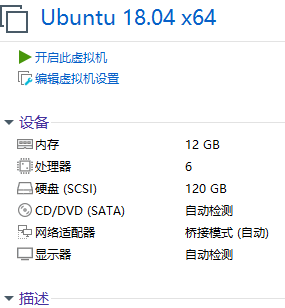 Ubuntu 18.04 x64
开启此虚拟机
编辑虚拟机设置
设备
内存 12 GB
处理器 6
硬盘 (SCSI) 120 GB
CD/DVD (SATA) 自动检测
网络适配器 桥接模式 (自动)
显示器 自动检测
描述